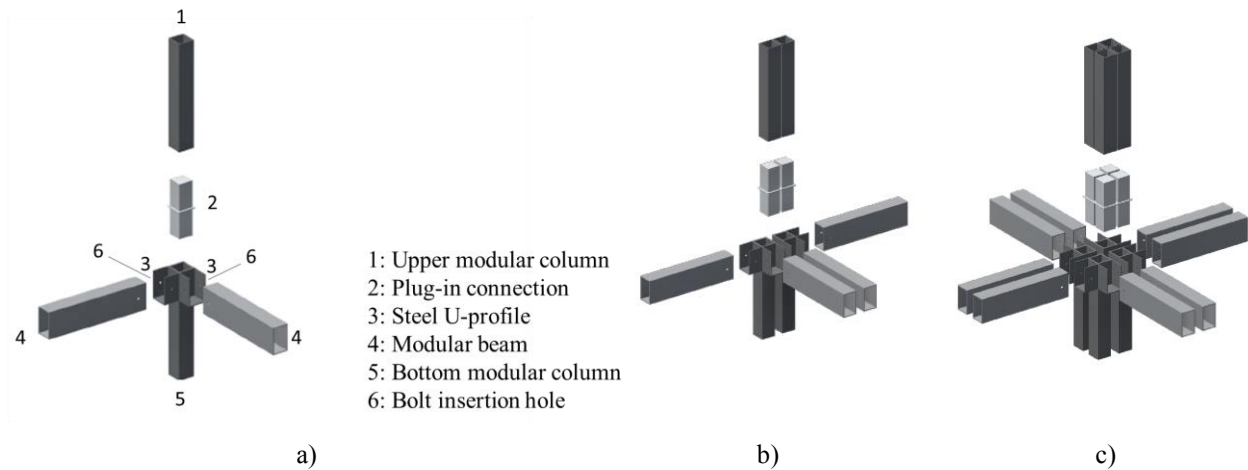 1
2
6
3
3
6
4
4
5
1: Upper modular column
2: Plug-in connection
3: Steel U-profile
4: Modular beam
5: Bottom modular column
6: Bolt insertion hole
a)
b)
c)